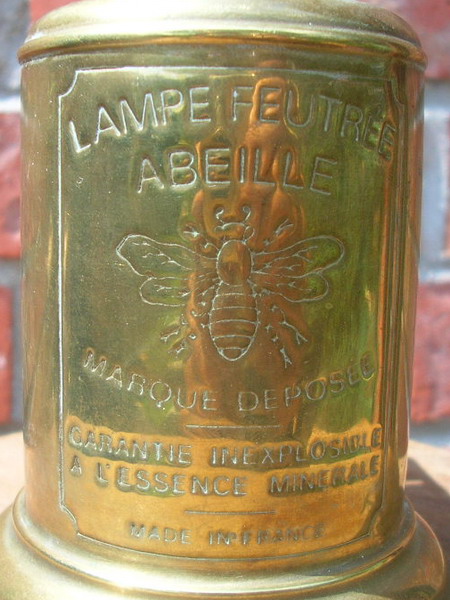 LAMPE FEUTRÉE
ABEILLE
MARQUE DEPOSÉE
GARANTIE INEXPLOSIBLE
A L'ESSENCE MINERALE
MADE IN FRANCE